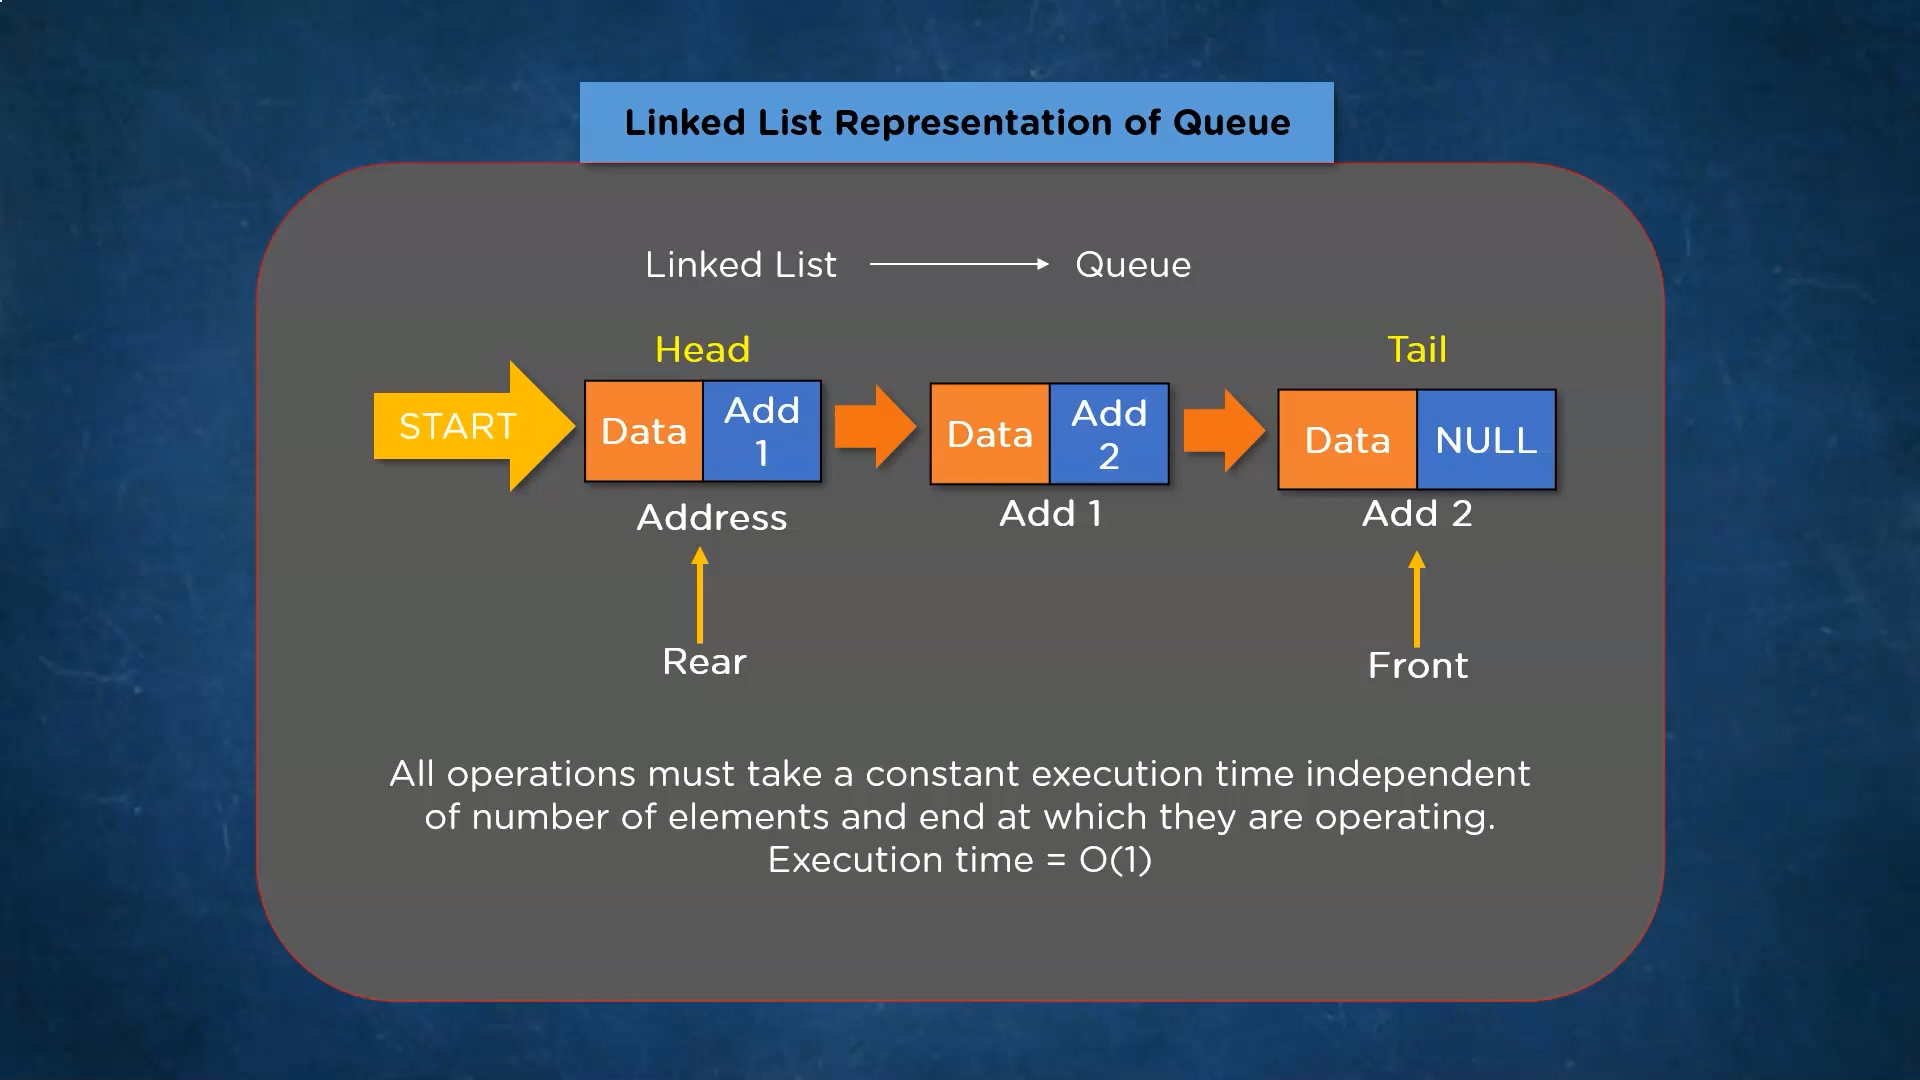 Linked List Representation of Queue
Linked List
Queue
Head
Tail
START
Data
Add
1
Data
Add
2
Data
NULL
Address
Add 1
Add 2
Rear
Front
All operations must take a constant execution time independent
of number of elements and end at which they are operating.
Execution time = O(1)